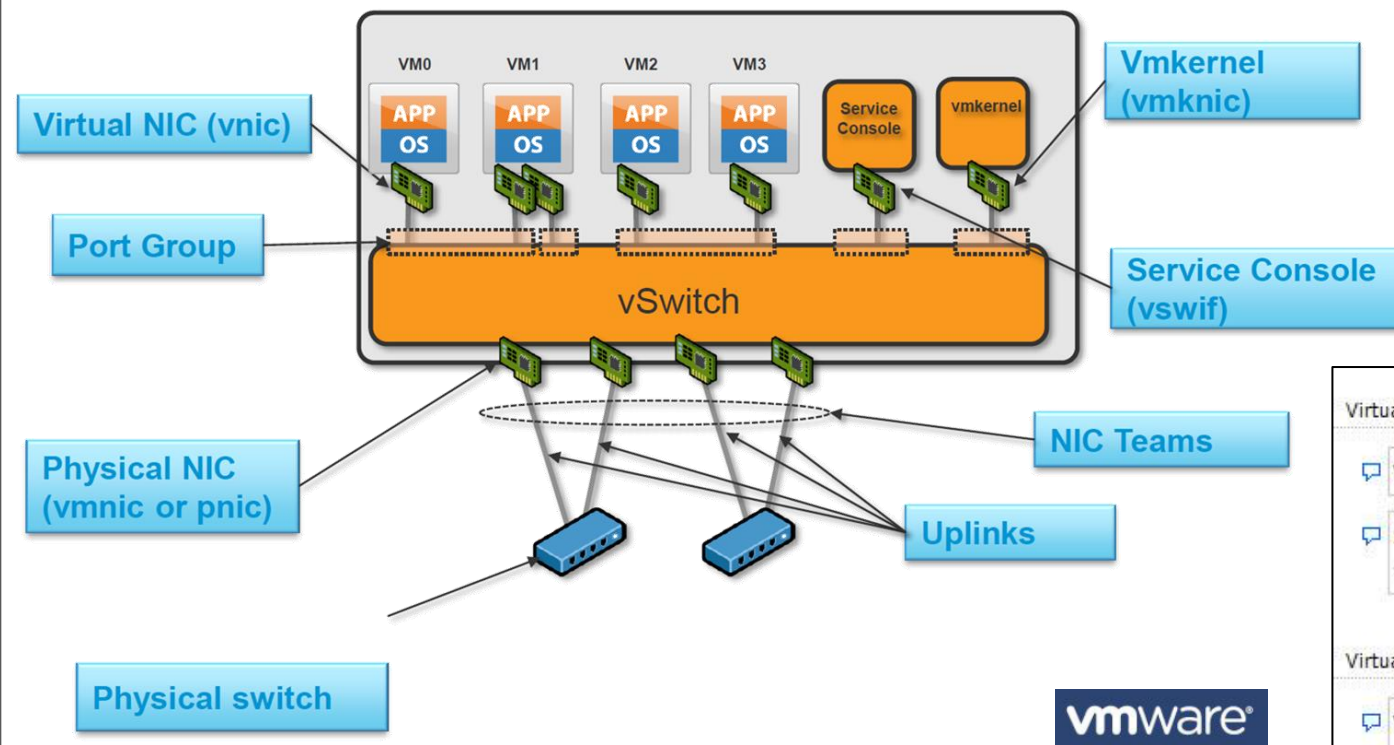 VM0
VM1
VM2
VM3
APP
OS
APP
OS
APP
OS
APP
OS
Service
Console
vmkernel
Virtual NIC (vnic)
Vmkernel
(vmknic)
Port Group
Service Console
(vswif)
vSwitch
Physical NIC
(vmnic or pnic)
NIC Teams
Uplinks
Physical switch
vmware®
Virtua
Virtua